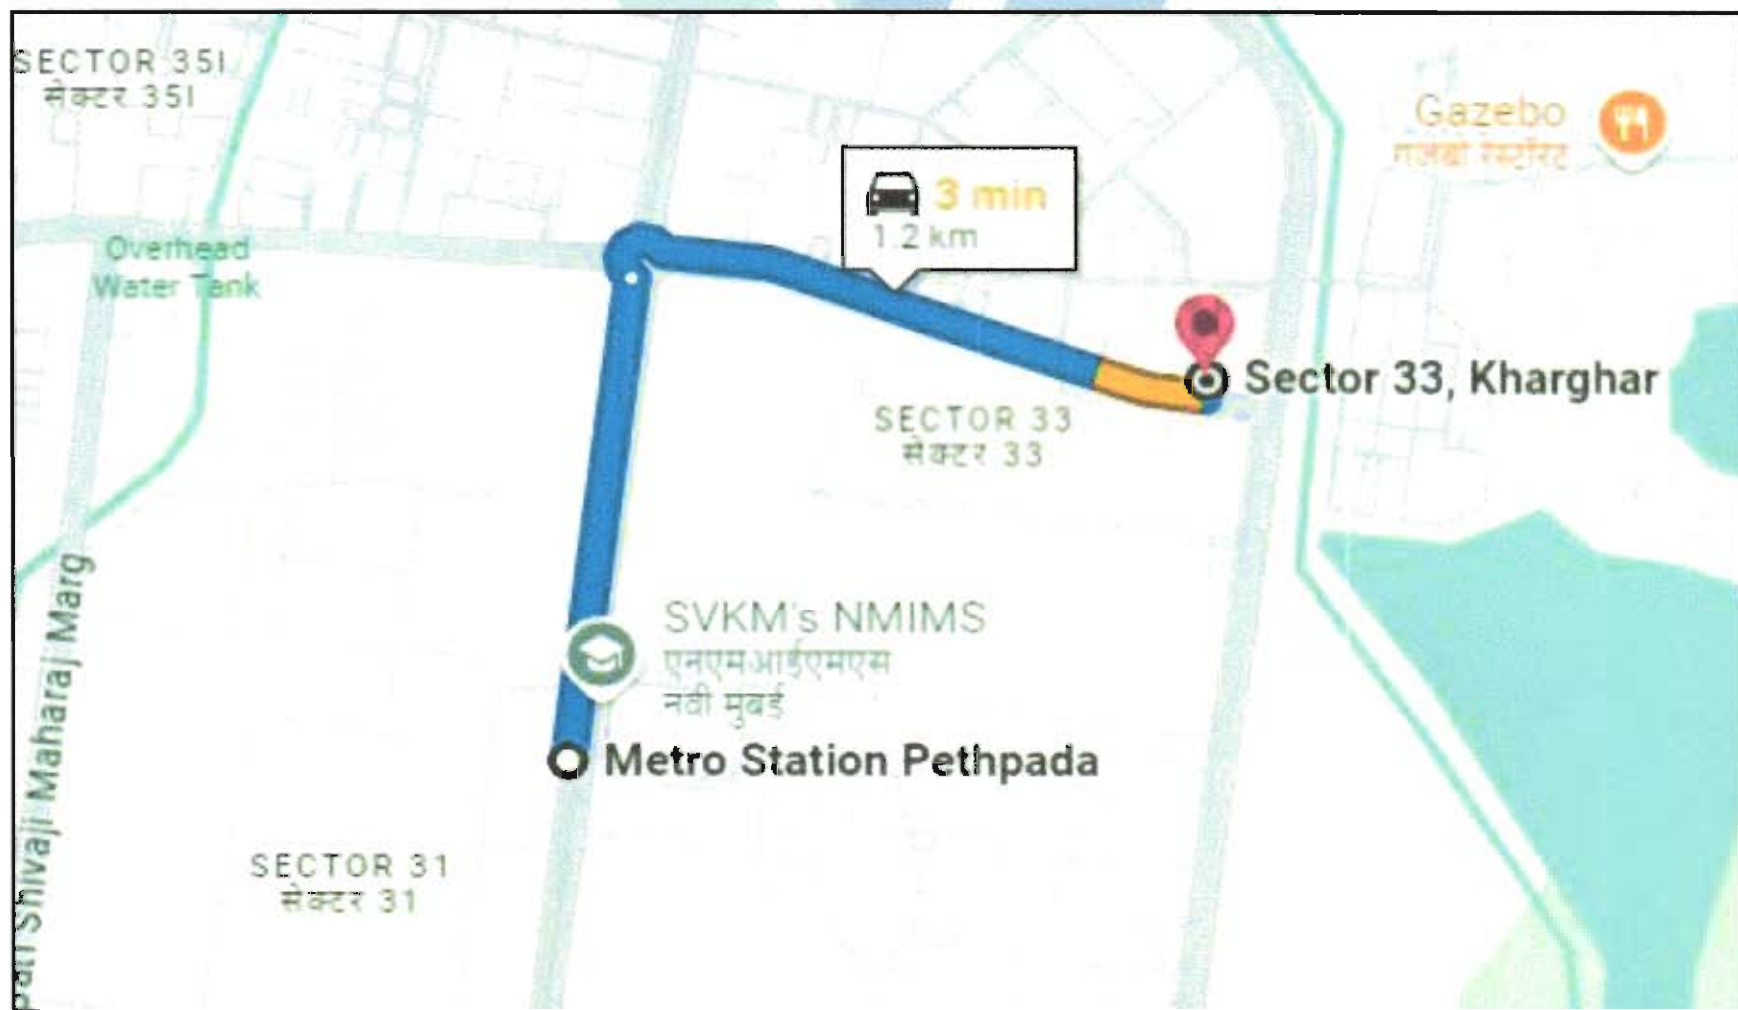 SECTOR 35I
सेक्टर 35I
Gazebo
3 min
1.2 km
Overhead
Water Tank
Sector 33, Kharghar
SECTOR 33
सेक्टर 33
SVKM's NMIMS
एनएमआईएमएस
नवी मुंबई
Metro Station Pethpada
Shivaji Maharaj Marg
SECTOR 31
सेक्टर 31